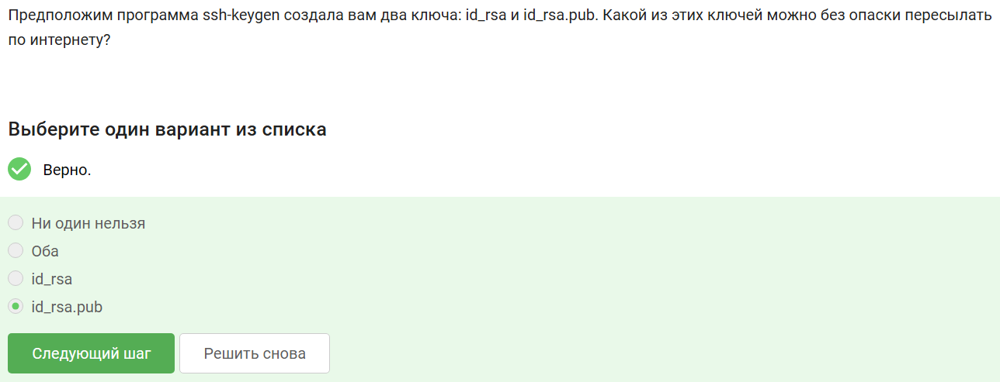 Предположим программа ssh-keygen создала вам два ключа: id_rsa и id_rsa.pub. Какой из этих ключей можно без опаски пересылать
по интернету?
Выберите один вариант из списка
Верно.
Ни один нельзя
Оба
id_rsa
id_rsa.pub
Следующий шаг
Решить снова